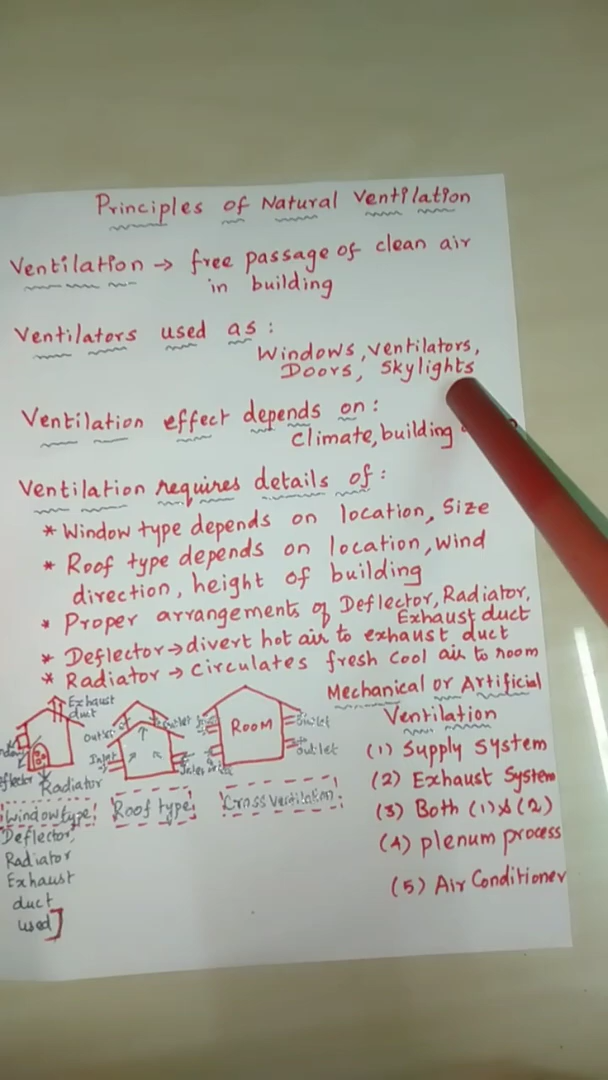 Principles of Natural Ventilation
Ventilation → free passage of clean air
in building
Ventilators used as :
Windows, ventilators,
Doors, Skylights
Ventilation effect depends on :
Climate, building
Ventilation requires details of :
* Window type depends on location, Size
* Roof type depends on location, wind
direction, height of building
* Proper arrangements of Deflector, Radiator,
Exhaust duct
* Deflector → divert hot air to exhaust duct
* Radiator → Circulates fresh cool air to room
Mechanical or Artificial
Ventilation
(1) Supply System
(2) Exhaust System
(3) Both (1) & (2)
(4) plenum process
(5) Air Conditioner
Exhaust
duct
Radiator
Window type
Deflector,
Radiator
Exhaust
duct
used]
Inlet
Roof type
ROOM
Outlet
outlet
Cross ventilation